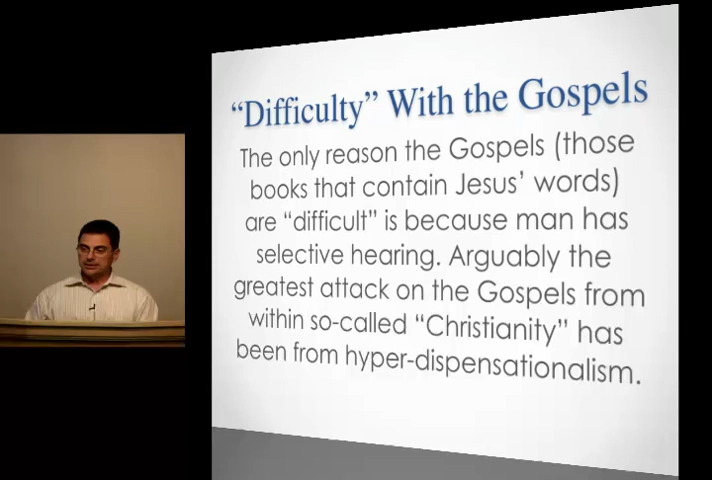 “Difficulty” With the Gospels
The only reason the Gospels (those
books that contain Jesus’ words)
are “difficult” is because man has
selective hearing. Arguably the
greatest attack on the Gospels from
within so-called “Christianity” has
been from hyper-dispensationalism.